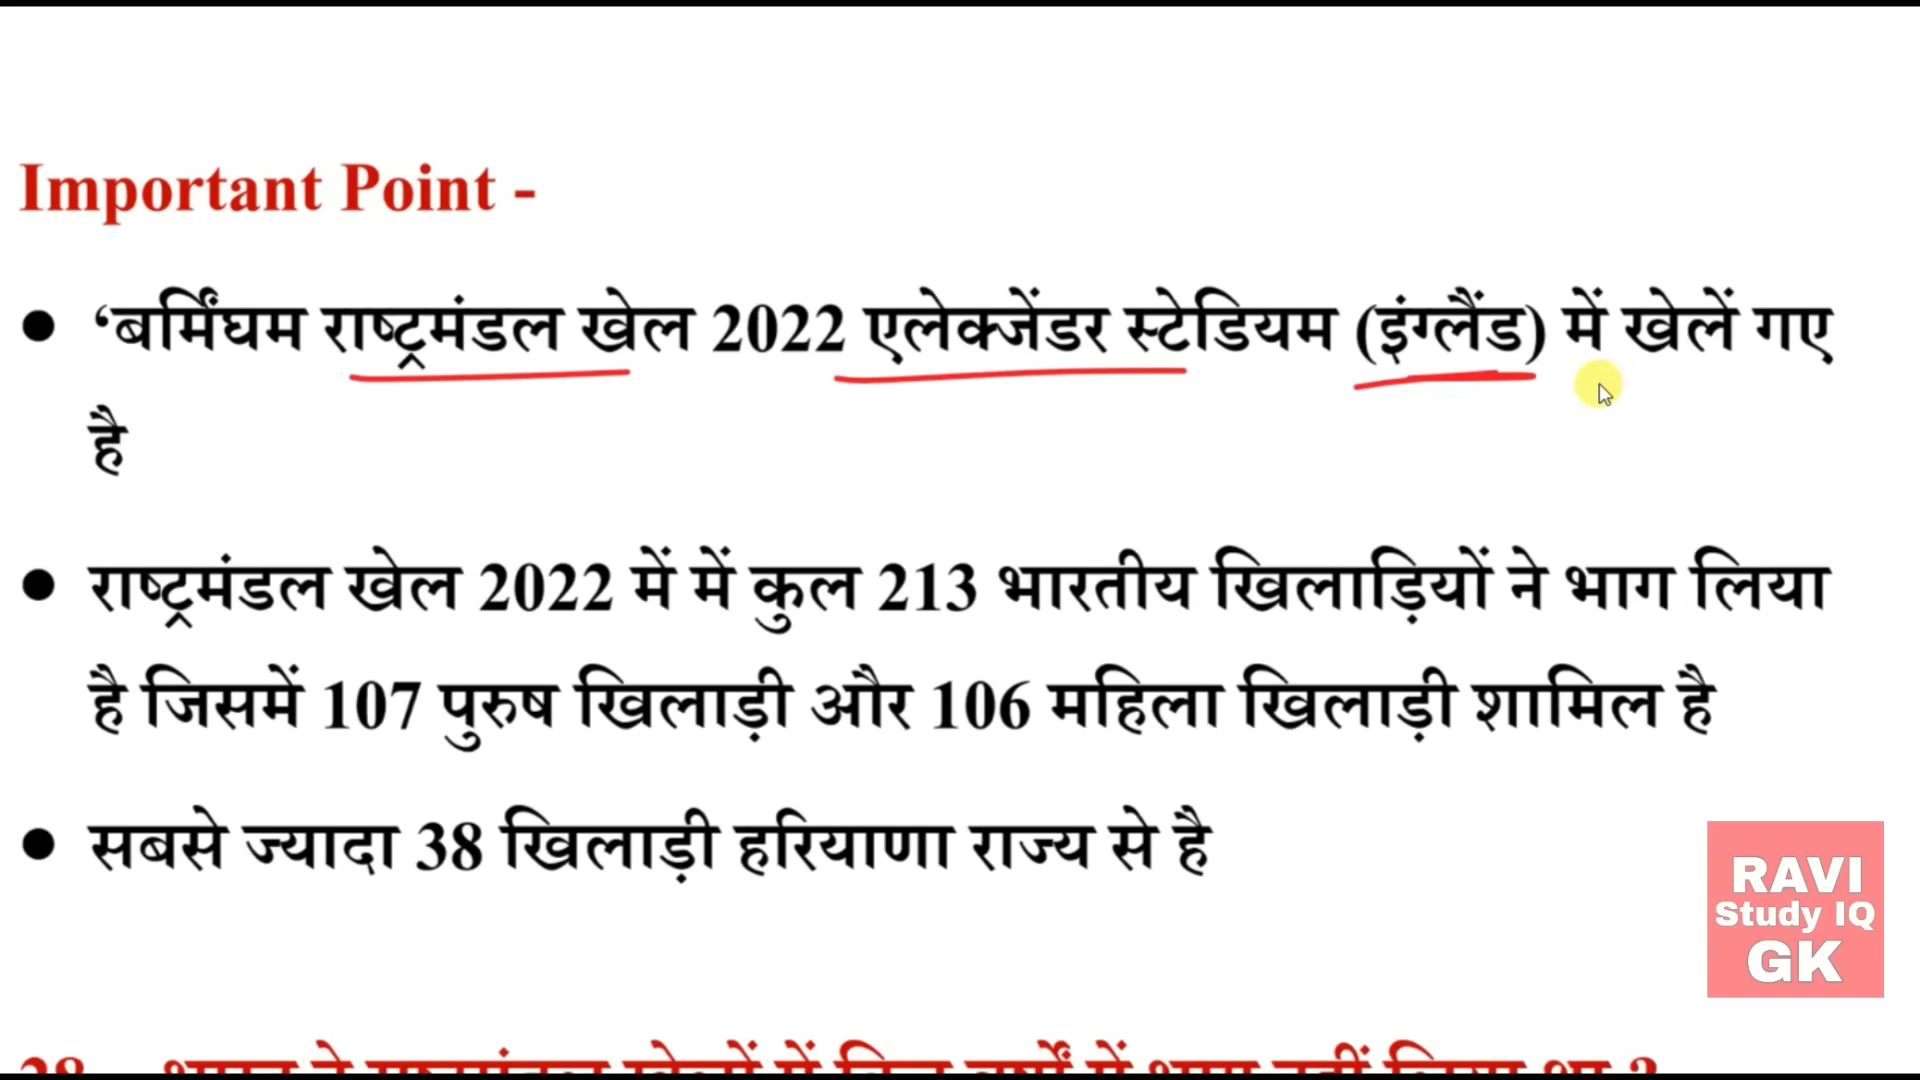 Important Point -
● ‘बर्मिंघम राष्ट्रमंडल खेल 2022 एलेक्जेंडर स्टेडियम (इंग्लैंड) में खेलें गए
है
● राष्ट्रमंडल खेल 2022 में में कुल 213 भारतीय खिलाड़ियों ने भाग लिया
है जिसमें 107 पुरुष खिलाड़ी और 106 महिला खिलाड़ी शामिल है
● सबसे ज्यादा 38 खिलाड़ी हरियाणा राज्य से है
RAVI
Study IQ
GK